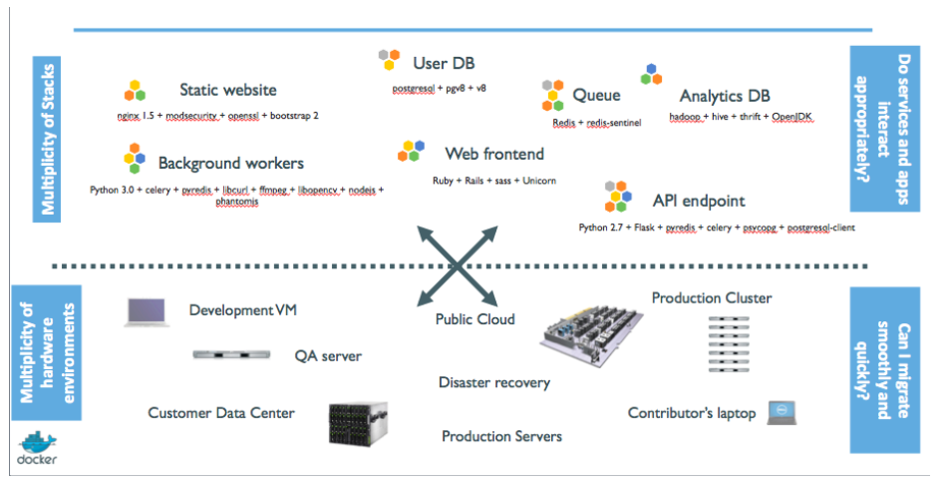 Multiplicity of Stacks
Static website
nginx 1.5 + modsecurity + openssl + bootstrap 2
User DB
postgresql + pgv8 + v8
Queue
Redis + redis-sentinel
Analytics DB
hadoop + hive + thrift + OpenJDK
Background workers
Python 3.0 + celery + pyredis + libcurl + ffmpeg + libopencv + nodejs +
phantomjs
Web frontend
Ruby + Rails + sass + Unicorn
API endpoint
Python 2.7 + Flask + pyredis + celery + psycopg + postgresql-client
Do services and apps
interact
appropriately?
Multiplicity of
hardware
environments
Development VM
QA server
Customer Data Center
Public Cloud
Disaster recovery
Production Servers
Production Cluster
Contributor's laptop
Can I migrate
smoothly and
quickly?
docker